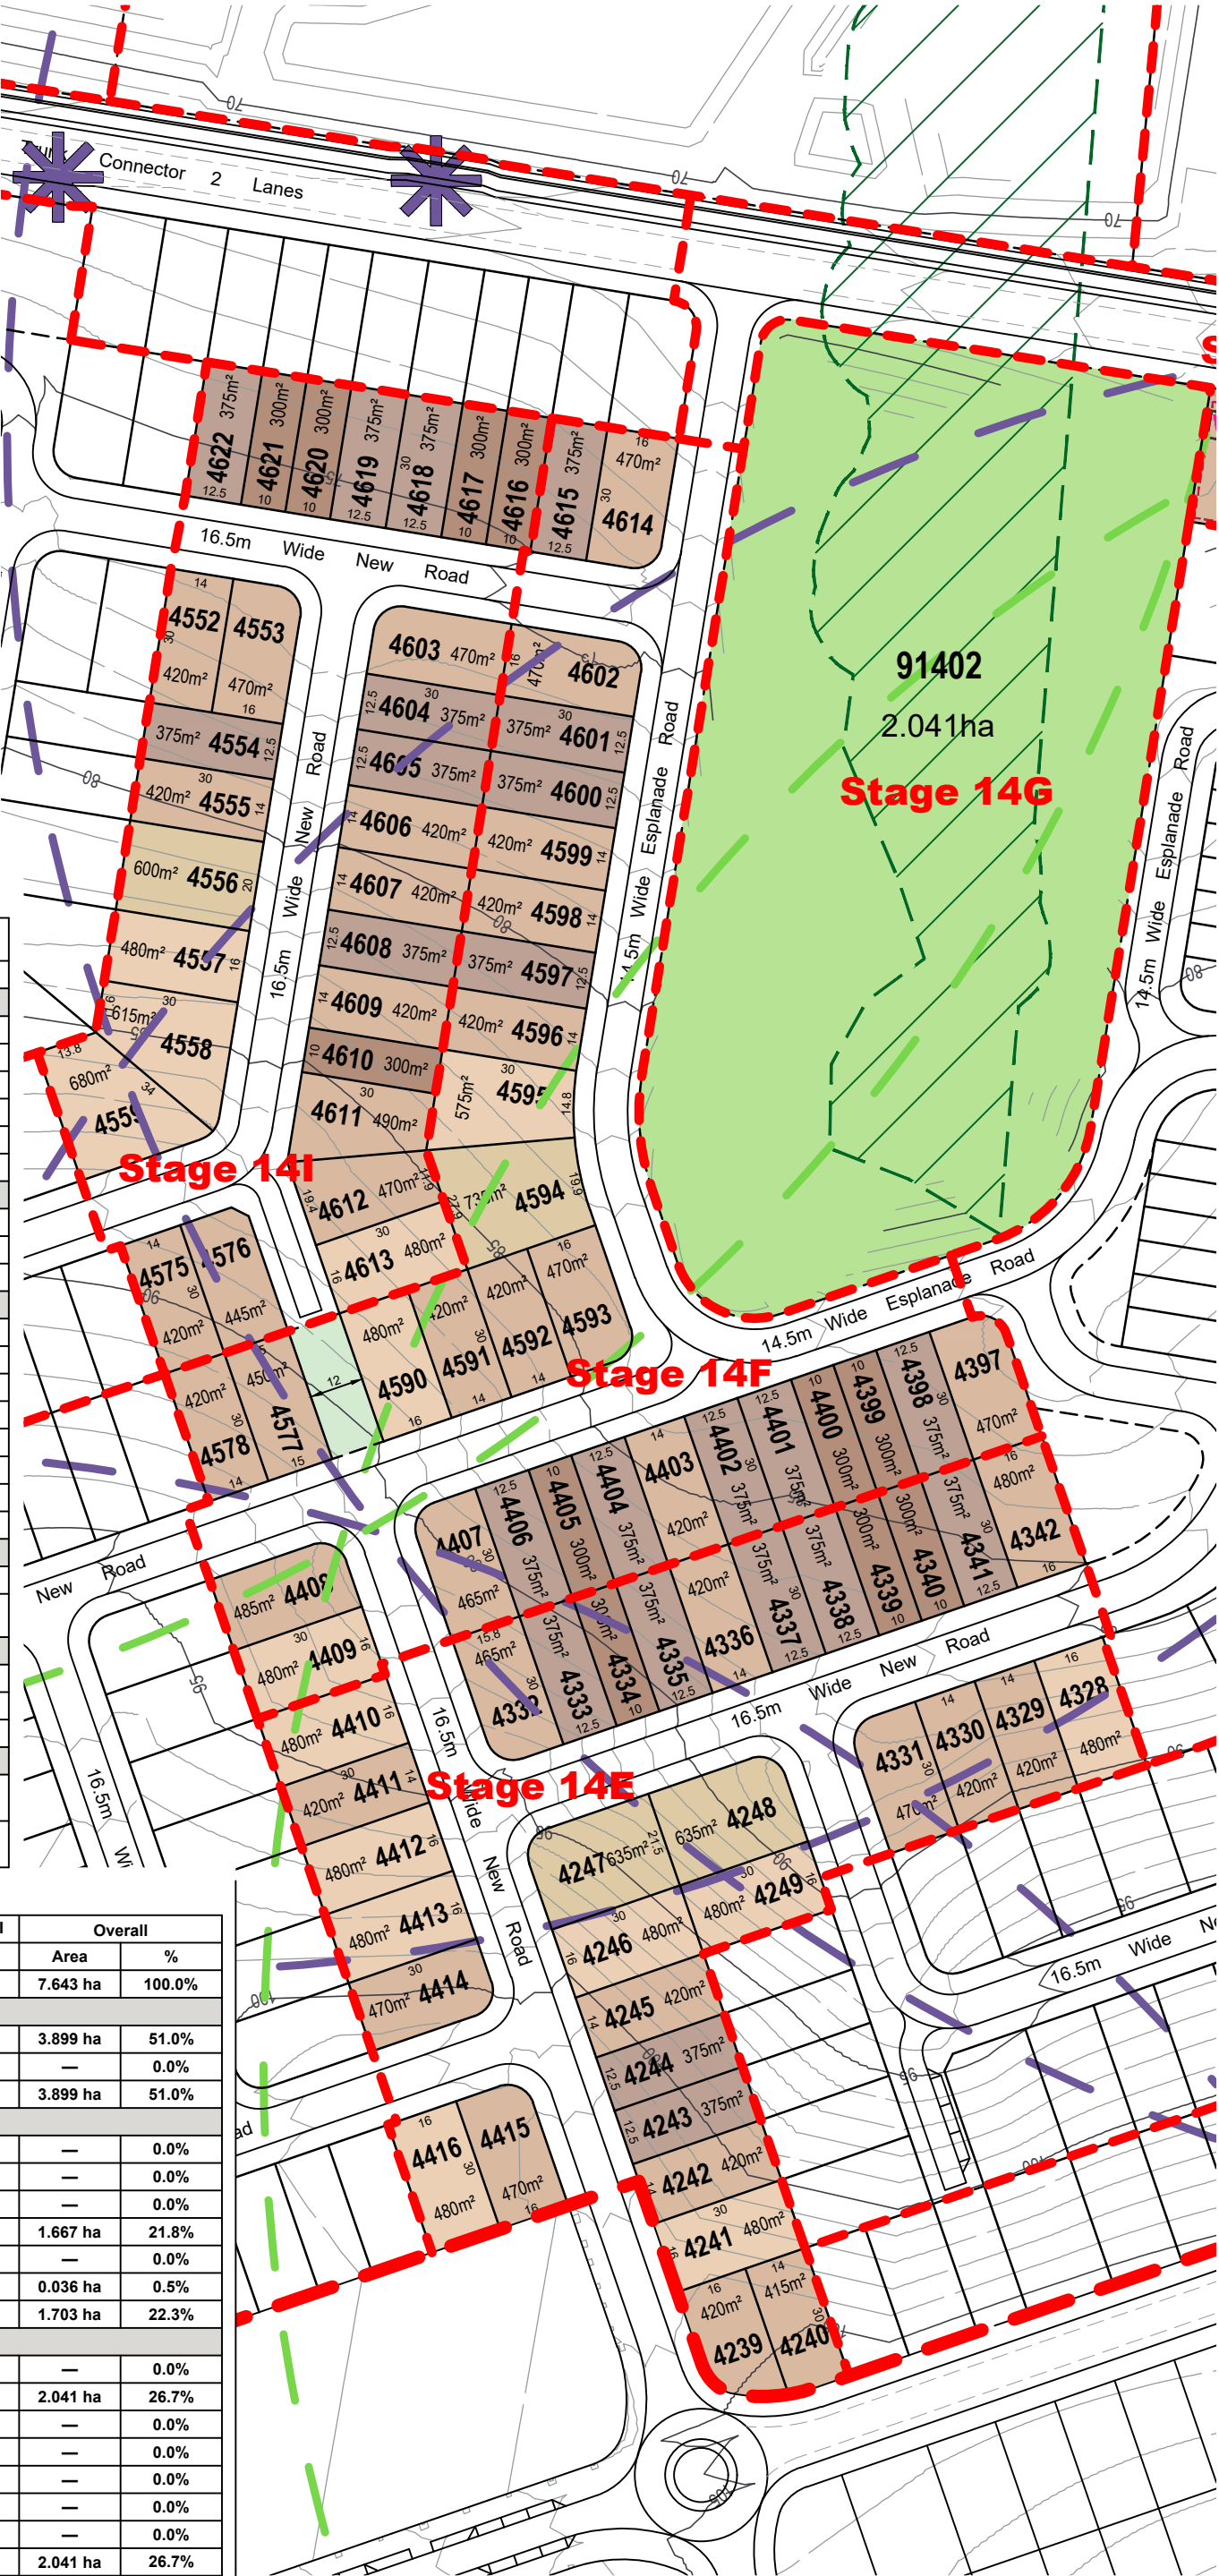 70
Connector 2 Lanes
70
70
4622 375m² 12.5
4621 300m² 10
4620 300m² 10
4619 375m² 12.5
4618 375m² 30 12.5
4617 300m² 10
4616 300m² 10
4615 375m² 12.5
16 470m² 30 4614
16.5m Wide New Road
14 4552 30 420m²
4553 470m² 16
375m² 4554 12.5
30 420m² 4555 14
600m² 4556 20
480m² 4557 16
30 615m² 4558
13.8 680m² 34 4559
16.5m Wide New Road
4603 470m²
16 470m² 4602
12.5 4604 30 375m²
375m² 30 4601 12.5
12.5 4605 375m²
375m² 4600 12.5
14 4606 420m²
420m² 4599 14
14 4607 420m²
420m² 4598 14
12.5 4608 375m²
375m² 4597 12.5
14 4609 420m²
420m² 4596 14
10 4610 300m²
575m² 30 4595 14.8
4611 30 490m²
19.4 4612 470m² 11.9
27.9 4594 19.9
16 4613 30 480m²
80
80
85
14.5m Wide Esplanade Road
91402
2.041ha
Stage 14G
14.5m Wide Esplanade Road
80
Stage 14I
14 4575 30 420m²
4576 445m²
90
420m² 30 4578 14
450m² 4577 15
12
480m² 4590 16
420m² 30 4591 14
420m² 4592 14
16 470m² 4593
14.5m Wide Esplanade Road
Stage 14F
4407 30 465m²
12.5 4406 375m²
10 4405 300m²
12.5 4404 375m²
14 4403 420m²
12.5 4402 30 375m²
12.5 4401 375m²
10 4400 300m²
10 4399 300m²
12.5 4398 30 375m²
4397 470m²
New Road
485m² 4408
30 480m² 4409 16
15.8 465m² 30 4332
375m² 4333 12.5
300m² 4334 10
375m² 4335 12.5
420m² 4336 14
375m² 30 4337 12.5
375m² 4338 12.5
300m² 4339 10
300m² 4340 10
375m² 30 4341 12.5
16 480m² 4342 16
95
480m² 4410 16
30 420m² 4411 14
480m² 4412 16
480m² 4413 16
30 470m² 4414
16.5m
16.5m Wide New Road
16.5m Wide New Road
Stage 14E
4331 30 470m²
14 4330 420m²
14 4329 420m²
16 4328 480m²
4247 635m² 21.5
635m² 4248
30 480m² 4249 16
30 4246 480m² 16
14 4245 420m²
12.5 4244 375m²
12.5 4243 375m²
14 4242 420m²
30 4241 480m² 16
16 420m² 4239
14 415m² 30 4240
95
90
95
95
16.5m Wide
16 4416 30 480m²
4415 470m² 16
100
100
Overall
Area %
7.643 ha 100.0%
3.899 ha 51.0%
— 0.0%
3.899 ha 51.0%
— 0.0%
— 0.0%
— 0.0%
1.667 ha 21.8%
— 0.0%
0.036 ha 0.5%
1.703 ha 22.3%
— 0.0%
2.041 ha 26.7%
— 0.0%
— 0.0%
— 0.0%
— 0.0%
— 0.0%
2.041 ha 26.7%